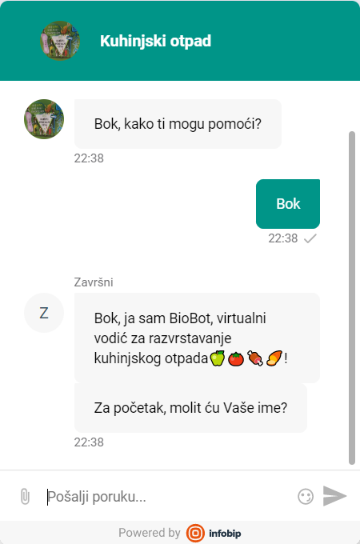 Kuhinjski otpad
Bok, kako ti mogu pomoći?
22:38
Bok
22:38
Završni
Z
Bok, ja sam BioBot, virtualni
vodić za razvrstavanje
kuhinjskog otpada🍏🍅🍖🍠!
Za početak, molit ću Vaše ime?
22:38
Pošalji poruku...
Powered by infobip